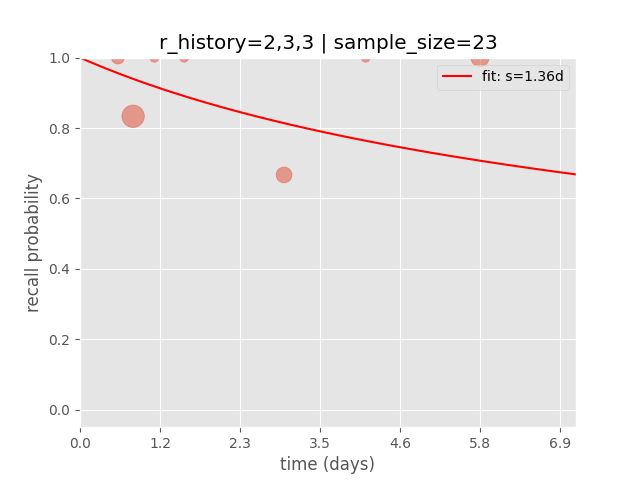 r_history=2,3,3 | sample_size=23
fit: s=1.36d
recall probability
1.0
0.8
0.6
0.4
0.2
0.0
0.0 1.2 2.3 3.5 4.6 5.8 6.9
time (days)